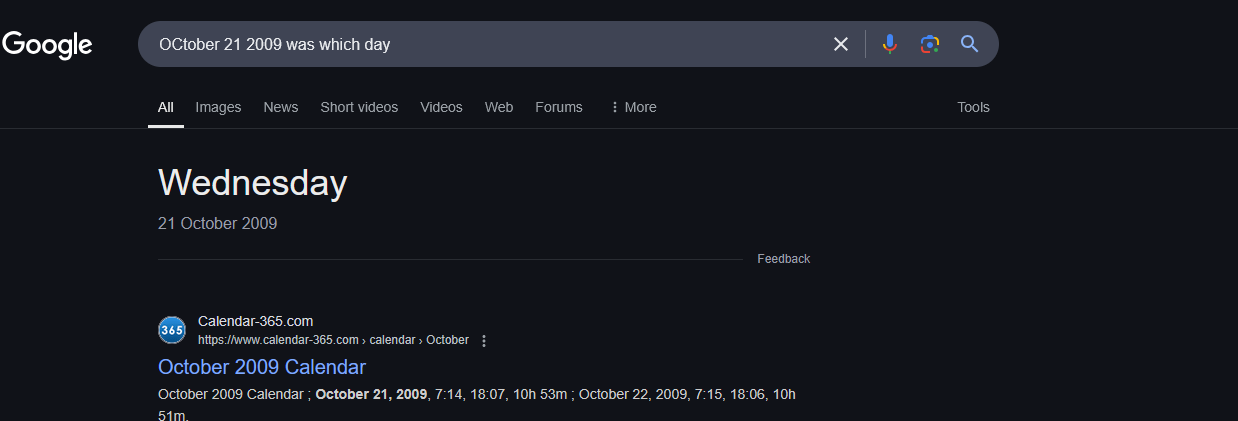 Google
OCtober 21 2009 was which day
All Images News Short videos Videos Web Forums More Tools
Wednesday
21 October 2009
Feedback
365
Calendar-365.com
https://www.calendar-365.com › calendar › October
October 2009 Calendar
October 2009 Calendar ; October 21, 2009, 7:14, 18:07, 10h 53m ; October 22, 2009, 7:15, 18:06, 10h
51m.